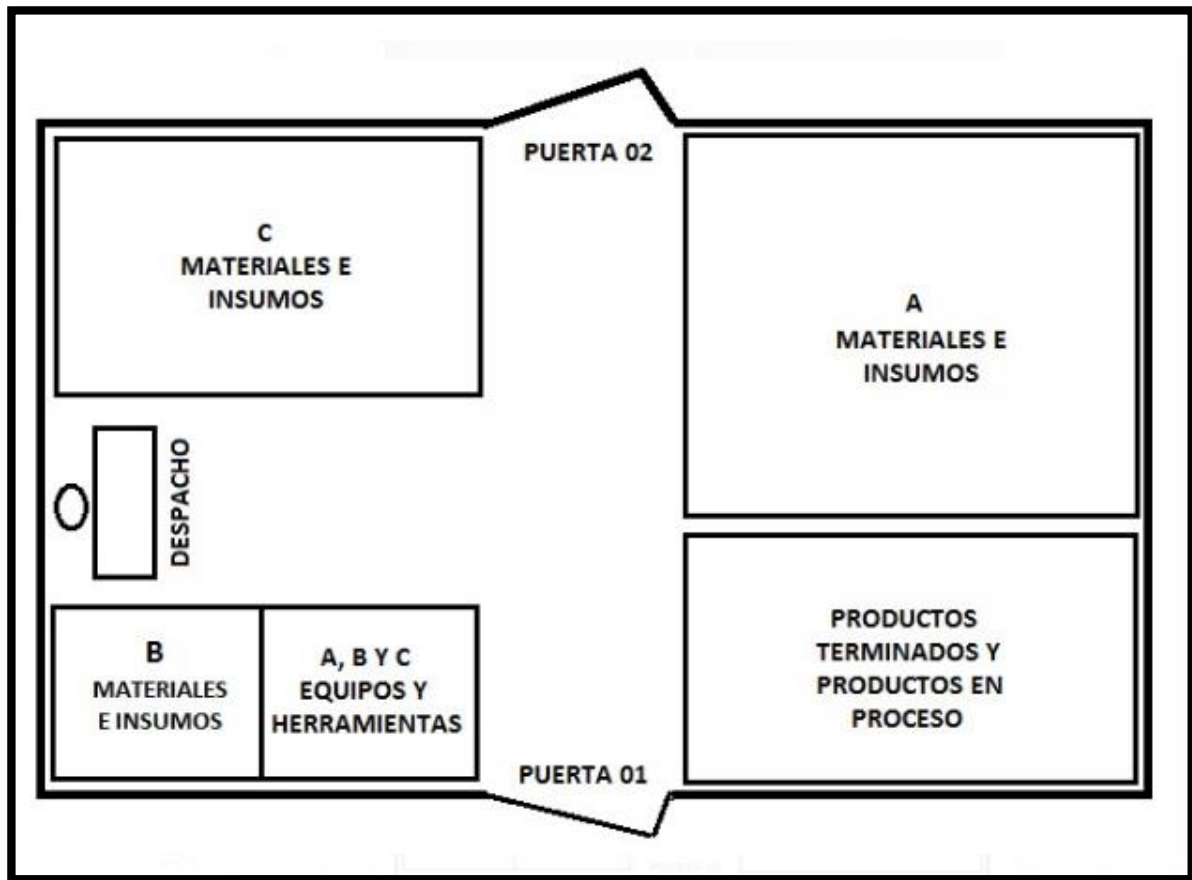 PUERTA 02
C
MATERIALES E
INSUMOS
A
MATERIALES E
INSUMOS
DESPACHO
B
MATERIALES
E INSUMOS
A, B Y C
EQUIPOS Y
HERRAMIENTAS
PRODUCTOS
TERMINADOS Y
PRODUCTOS EN
PROCESO
PUERTA 01